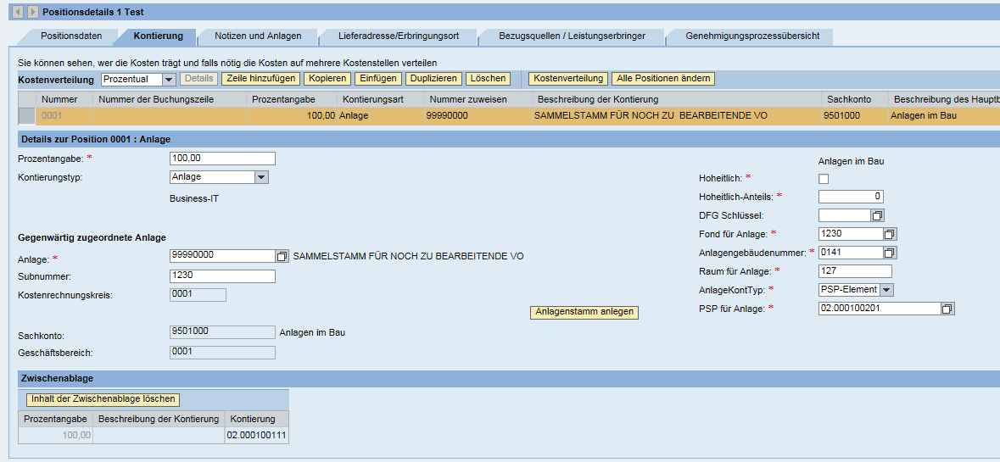 Positionsdetails 1 Test
Positionsdaten Kontierung Notizen und Anlagen Lieferadresse/Erbringungsort Bezugsquellen / Leistungserbringer Genehmigungsprozessübersicht
Sie können sehen, wer die Kosten trägt und falls nötig die Kosten auf mehrere Kostenstellen verteilen
Kostenverteilung Prozentual Details Zeile hinzufügen Kopieren Einfügen Duplizieren Löschen Kostenverteilung Alle Positionen ändern
Nummer Nummer der Buchungszeile Prozentangabe Kontierungsart Nummer zuweisen Beschreibung der Kontierung Sachkonto Beschreibung des Hauptb
0001 100,00 Anlage 99990000 SAMMELSTAMM FÜR NOCH ZU BEARBEITENDE VO 9501000 Anlagen im Bau
Details zur Position 0001 : Anlage
Prozentangabe: * 100,00
Kontierungstyp: Anlage
Business-IT
Gegenwärtig zugeordnete Anlage
Anlage: * 99990000 SAMMELSTAMM FÜR NOCH ZU BEARBEITENDE VO
Subnummer: 1230
Kostenrechnungskreis: 0001
Anlagenstamm anlegen
Sachkonto: 9501000 Anlagen im Bau
Geschäftsbereich: 0001
Anlagen im Bau
Hoheitlich: *
Hoheitlich-Anteils: * 0
DFG Schlüssel:
Fond für Anlage: * 1230
Anlagengebäudenummer: * 0141
Raum für Anlage: * 127
AnlageKontTyp: * PSP-Element
PSP für Anlage: * 02.000100201
Zwischenablage
Inhalt der Zwischenablage löschen
Prozentangabe Beschreibung der Kontierung Kontierung
100,00 02.000100111